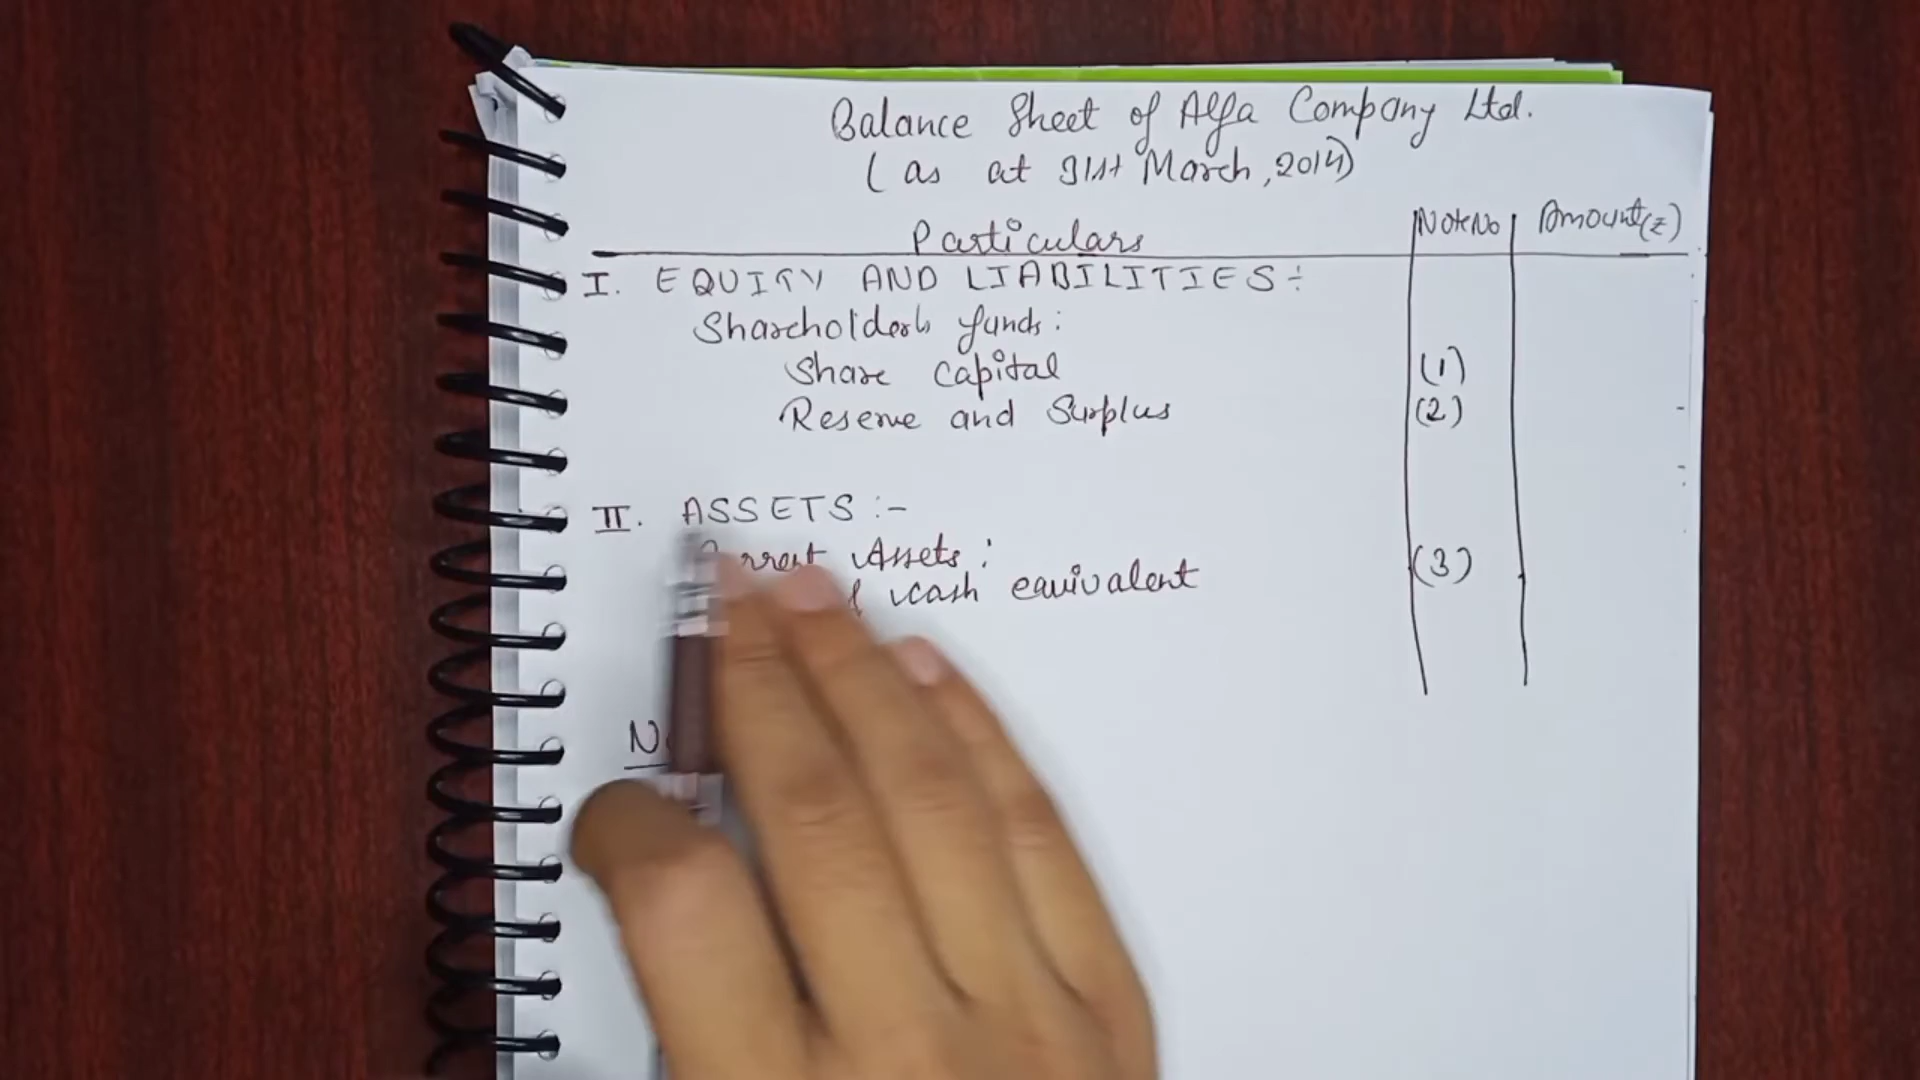 Balance Sheet of Alfa Company Ltd.
(as at 31st March, 2014)
Particulars Note No Amount(₹)
I. EQUITY AND LIABILITIES:
Shareholders funds:
Share Capital (1)
Reserve and Surplus (2)
II. ASSETS :-
Assets: (3)
cash equivalent